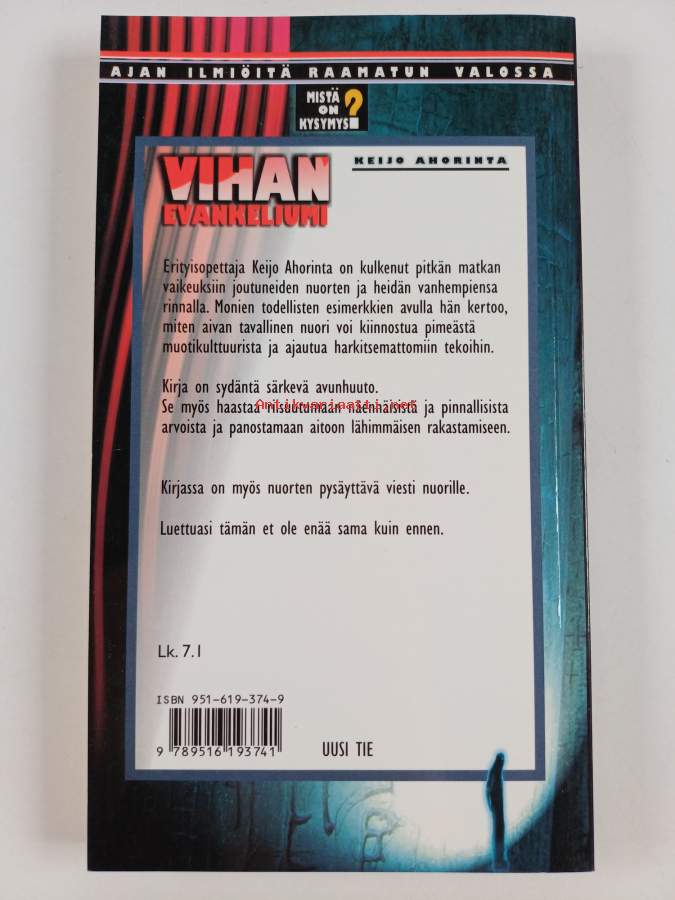 AJAN ILMIÖITÄ RAAMATUN VALOSSA
MISTÄ
ON
KYSYMYS?
VIHAN
EVANKELIUMI
KEIJO AHORINTA
Erityisopettaja Keijo Ahorinta on kulkenut pitkän matkan
vaikeuksiin joutuneiden nuorten ja heidän vanhempiensa
rinnalla. Monien todellisten esimerkkien avulla hän kertoo,
miten aivan tavallinen nuori voi kiinnostua pimeästä
muotikulttuurista ja ajautua harkitsemattomiin tekoihin.
Kirja on sydäntä särkevä avunhuuto.
Antikvariaatti.net
Se myös haastaa riisuutumaan näennäisistä ja pinnallisista
arvoista ja panostamaan aitoon lähimmäisen rakastamiseen.
Kirjassa on myös nuorten pysäyttävä viesti nuorille.
Luettuasi tämän et ole enää sama kuin ennen.
Lk. 7.1
ISBN 951-619-374-9
9 789516 193741
UUSI TIE